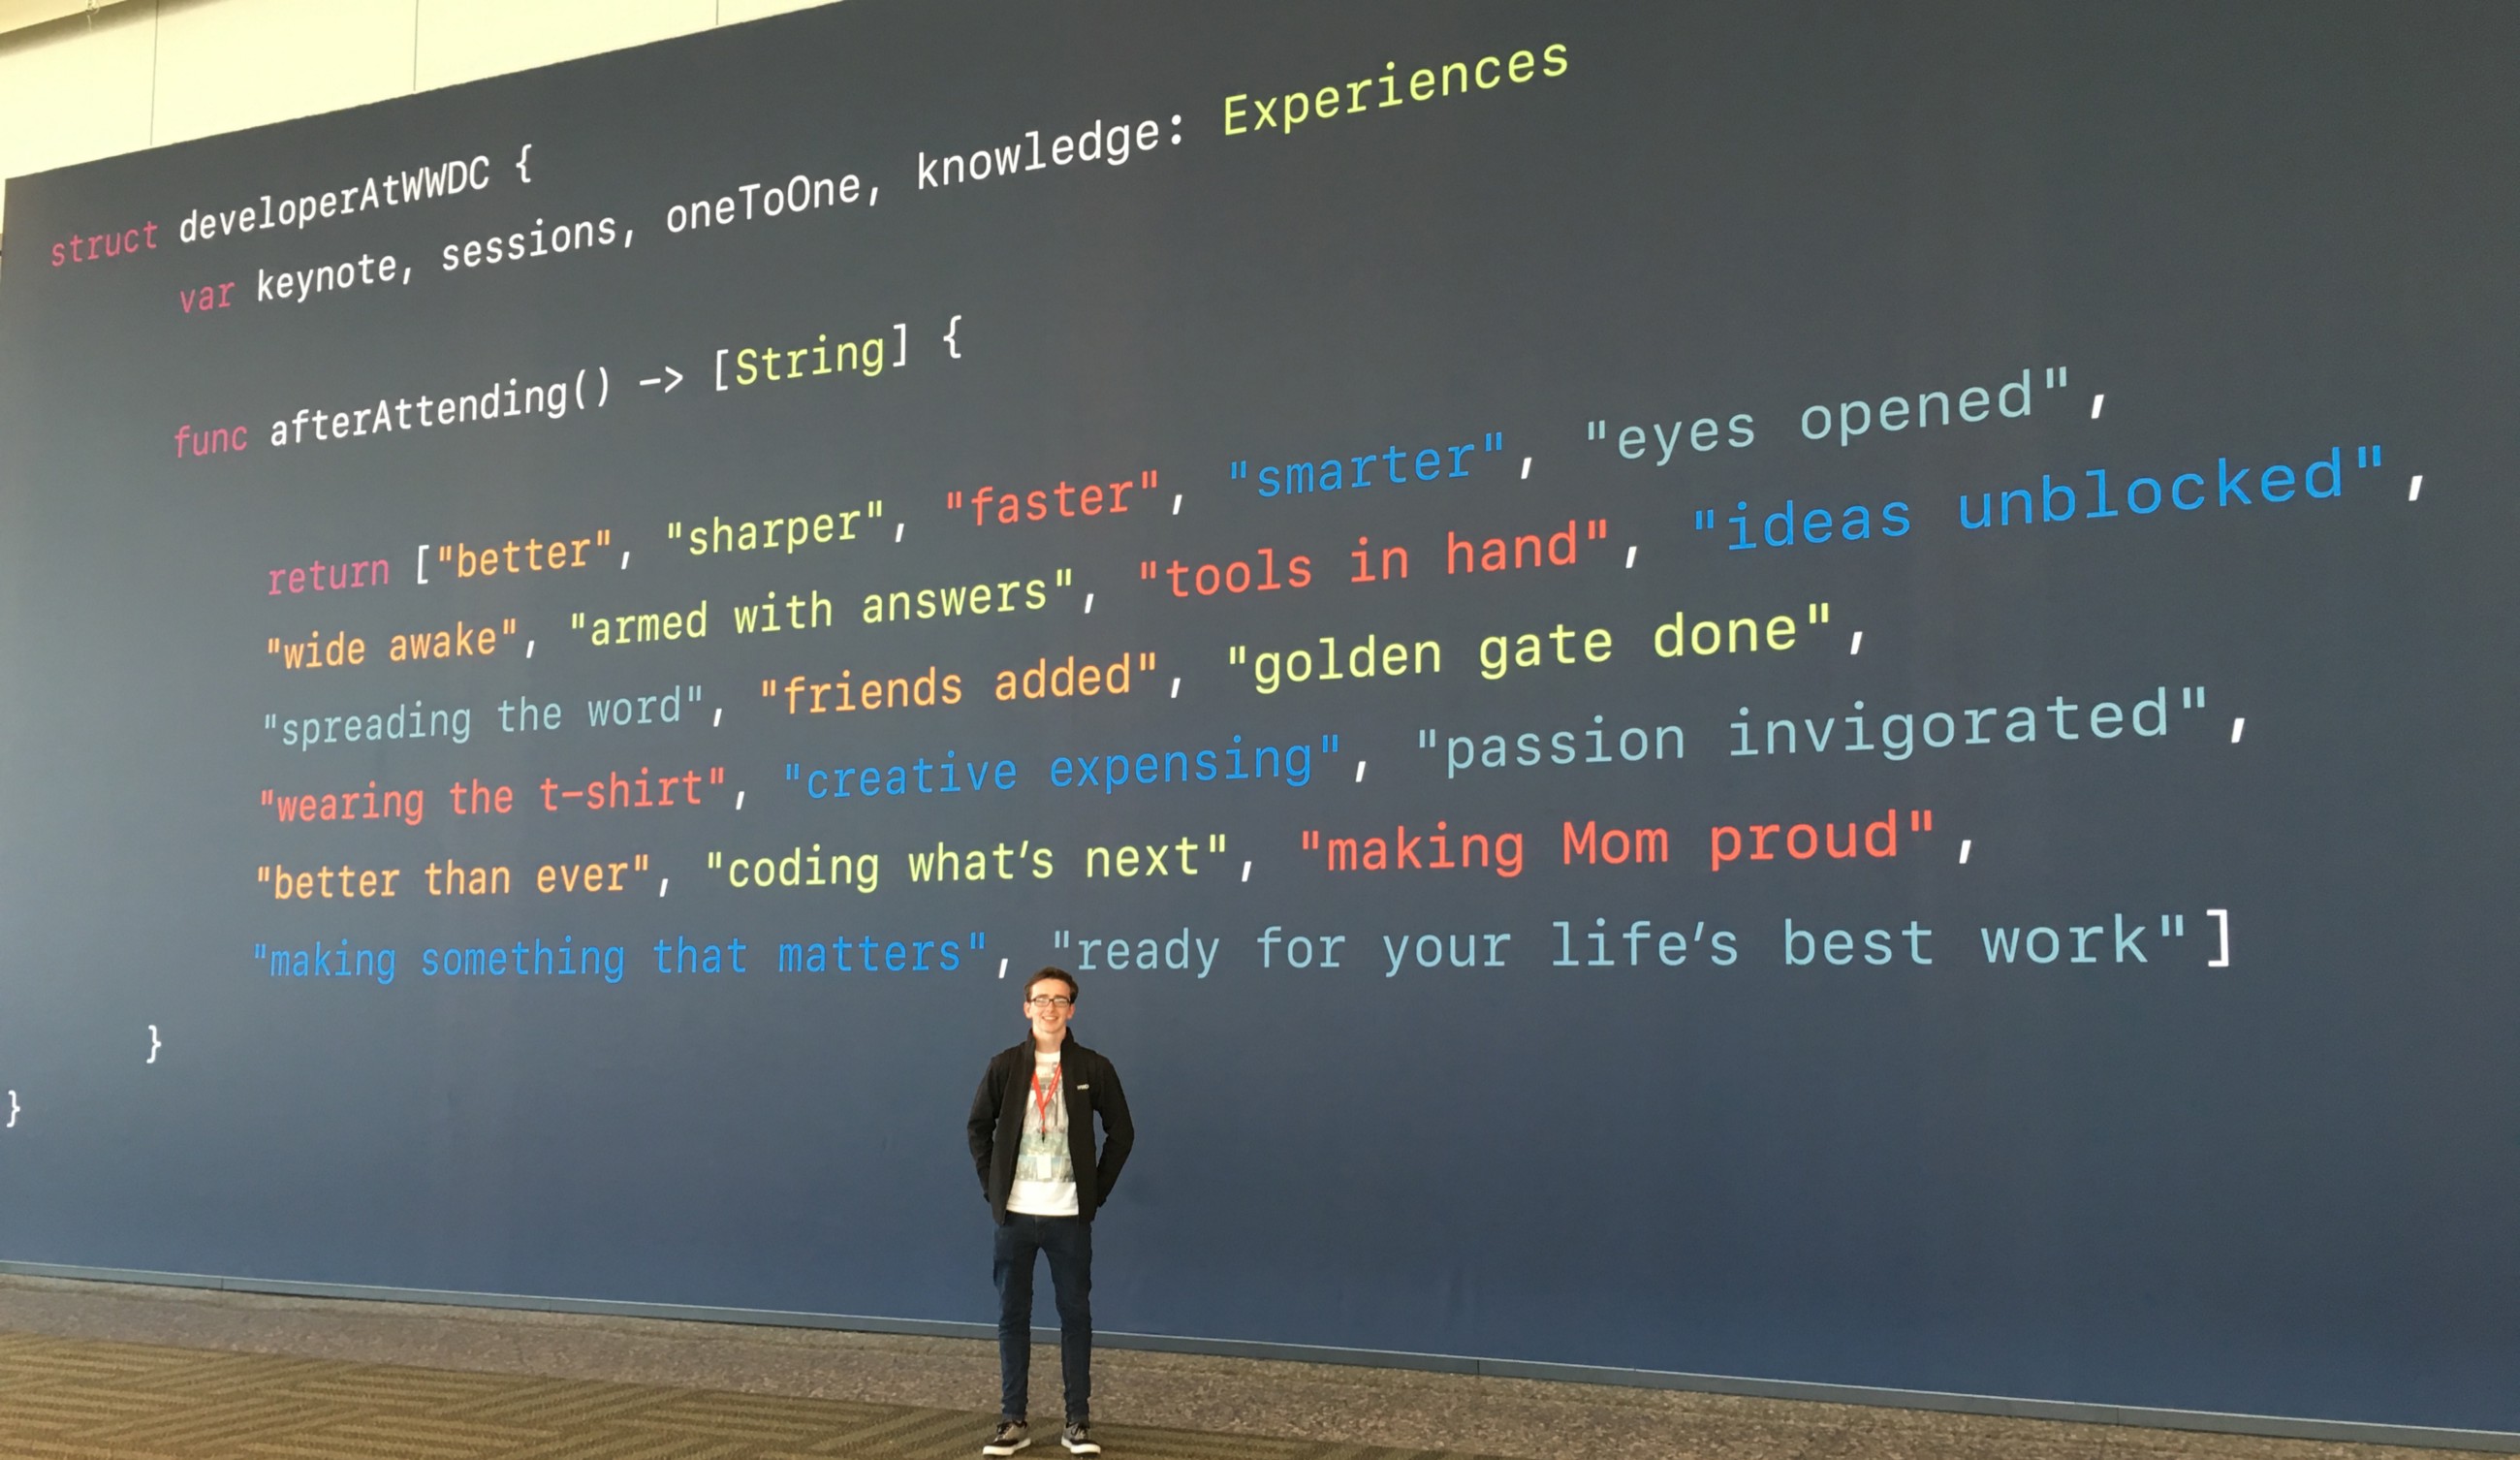 struct developerAtWWDC {
var keynote, sessions, oneToOne, knowledge: Experiences
func afterAttending() -> [String] {
return ["better", "sharper", "faster", "smarter", "eyes opened",
"wide awake", "armed with answers", "tools in hand", "ideas unblocked",
"spreading the word", "friends added", "golden gate done",
"wearing the t-shirt", "creative expensing", "passion invigorated",
"better than ever", "coding what’s next", "making Mom proud",
"making something that matters", "ready for your life’s best work"]
}
}